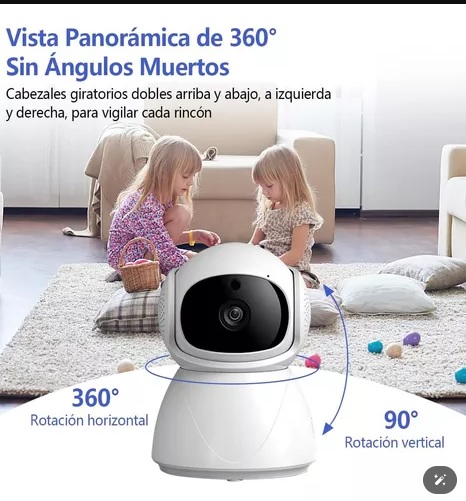 Vista Panorámica de 360°
Sin Ángulos Muertos
Cabezales giratorios dobles arriba y abajo, a izquierda
y derecha, para vigilar cada rincón
360°
Rotación horizontal
90°
Rotación vertical